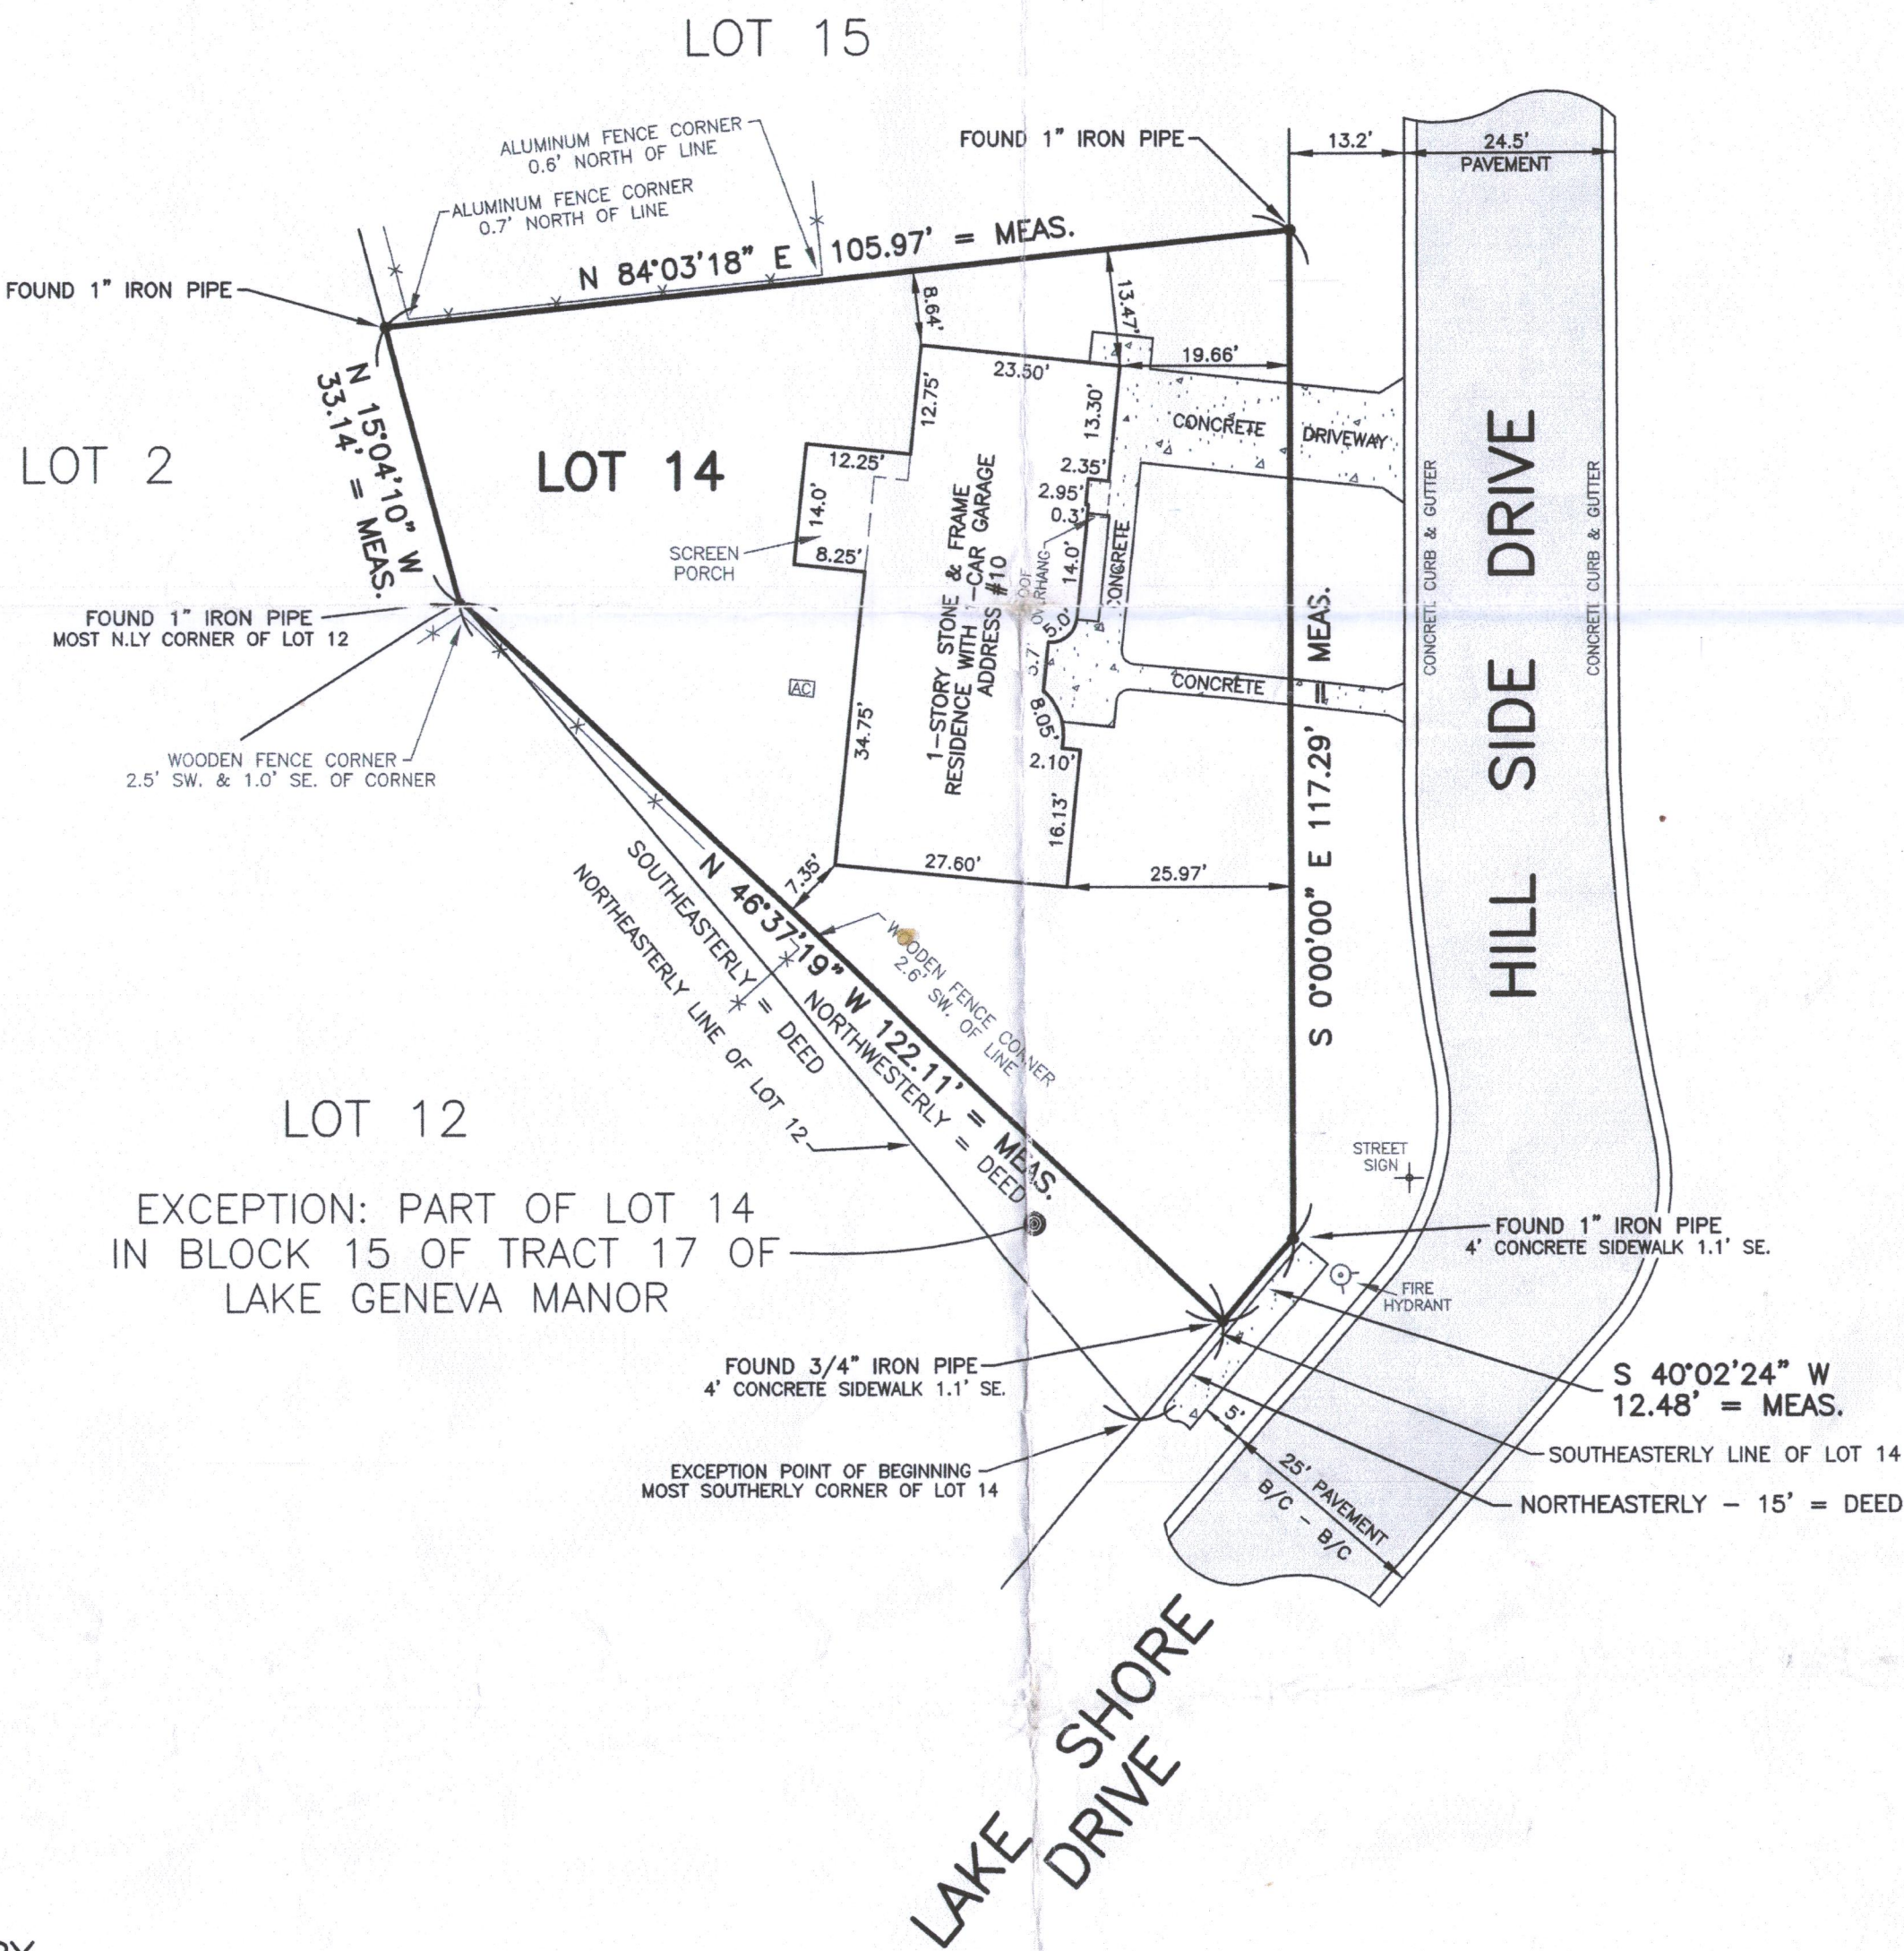 LOT 15
ALUMINUM FENCE CORNER
0.6' NORTH OF LINE
FOUND 1" IRON PIPE
13.2'
24.5'
PAVEMENT
ALUMINUM FENCE CORNER
0.7' NORTH OF LINE
N 84°03'18" E 105.97' = MEAS.
FOUND 1" IRON PIPE
8.64'
13.47'
19.66'
23.50'
12.75'
13.30'
N 15°04'10" W
33.14' = MEAS.
LOT 2
LOT 14
CONCRETE DRIVEWAY
12.25'
14.0'
8.25'
SCREEN
PORCH
2.35'
2.95'
0.3'
14.0'
CONCRETE
5.0'
8.05'
2.10'
16.13'
1-STORY STONE & FRAME
RESIDENCE WITH -CAR GARAGE
ADDRESS #10
CONCRETE
CONCRETE CURB & GUTTER
CONCRETE CURB & GUTTER
HILL SIDE DRIVE
FOUND 1" IRON PIPE
MOST N.LY CORNER OF LOT 12
AC
34.75'
WOODEN FENCE CORNER
2.5' SW. & 1.0' SE. OF CORNER
27.60'
25.97'
7.35'
S 0°00'00" E 117.29' = MEAS.
N 46°37'19" W 122.11' = MEAS.
SOUTHEASTERLY = DEED
NORTHWESTERLY = DEED
NORTHEASTERLY LINE OF LOT 12
WOODEN FENCE CORNER
2.6' SW. OF LINE
LOT 12
EXCEPTION: PART OF LOT 14
IN BLOCK 15 OF TRACT 17 OF
LAKE GENEVA MANOR
STREET
SIGN
FOUND 1" IRON PIPE
4' CONCRETE SIDEWALK 1.1' SE.
FIRE
HYDRANT
FOUND 3/4" IRON PIPE
4' CONCRETE SIDEWALK 1.1' SE.
S 40°02'24" W
12.48' = MEAS.
5'
SOUTHEASTERLY LINE OF LOT 14
EXCEPTION POINT OF BEGINNING
MOST SOUTHERLY CORNER OF LOT 14
25' PAVEMENT
B/C - B/C
NORTHEASTERLY - 15' = DEED
LAKE SHORE
DRIVE